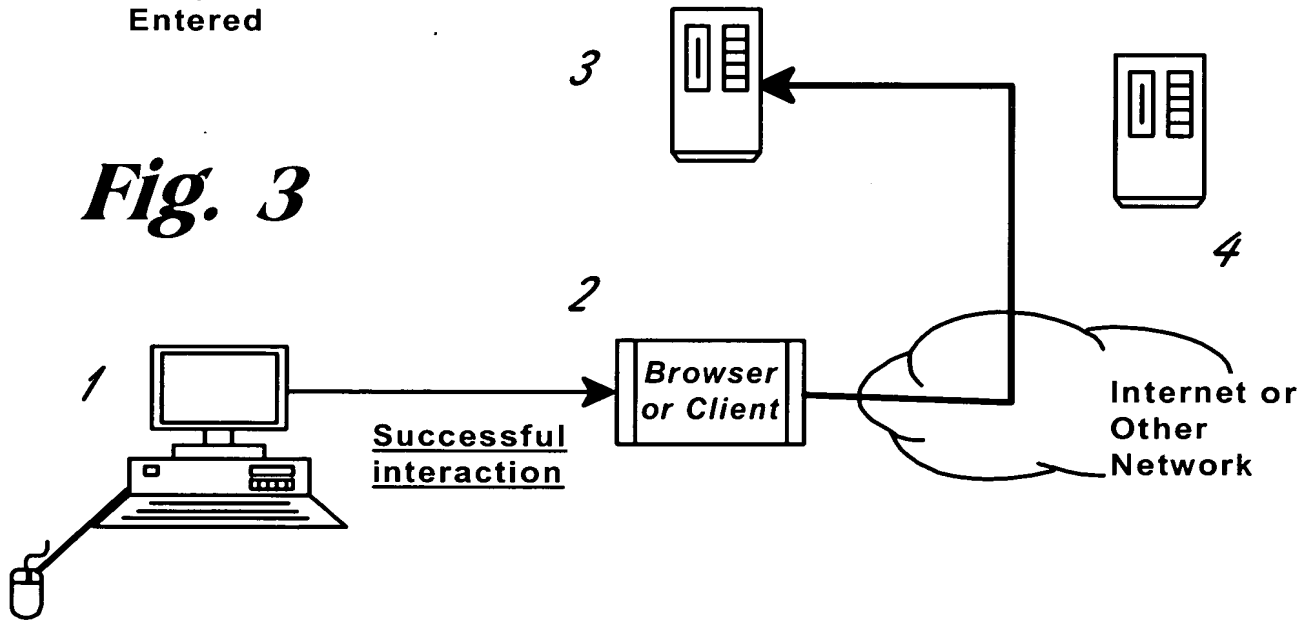 Entered
3
4
Fig. 3
2
1
Browser
or Client
Internet or
Other
Network
Successful
interaction